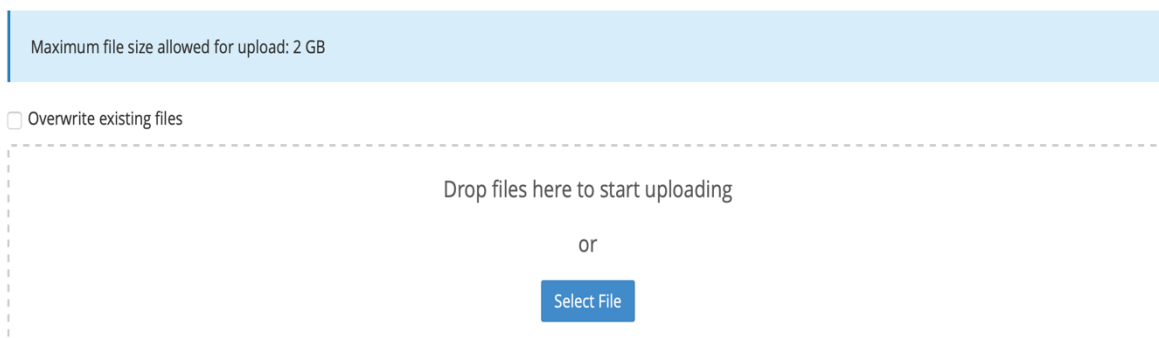 Maximum file size allowed for upload: 2 GB
Overwrite existing files
Drop files here to start uploading
or
Select File